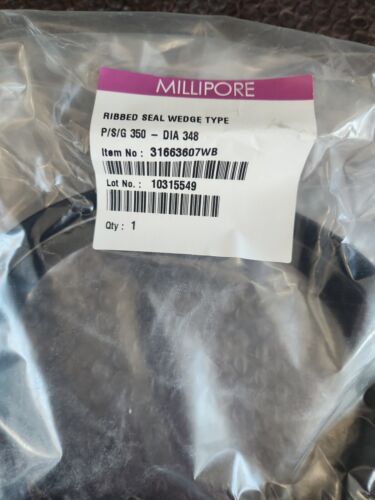 MILLIPORE
RIBBED SEAL WEDGE TYPE
P/S/G 350 - DIA 348
Item No : 31663607WB
Lot No. : 10315549
Qty : 1